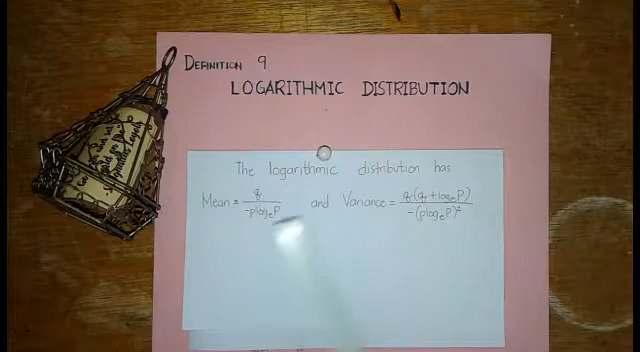 DEFINITION 9
LOGARITHMIC DISTRIBUTION
The logarithmic distribution has
Mean = q / -plogₑP and Variance = q(q + logₑP) / -(plogₑP)²